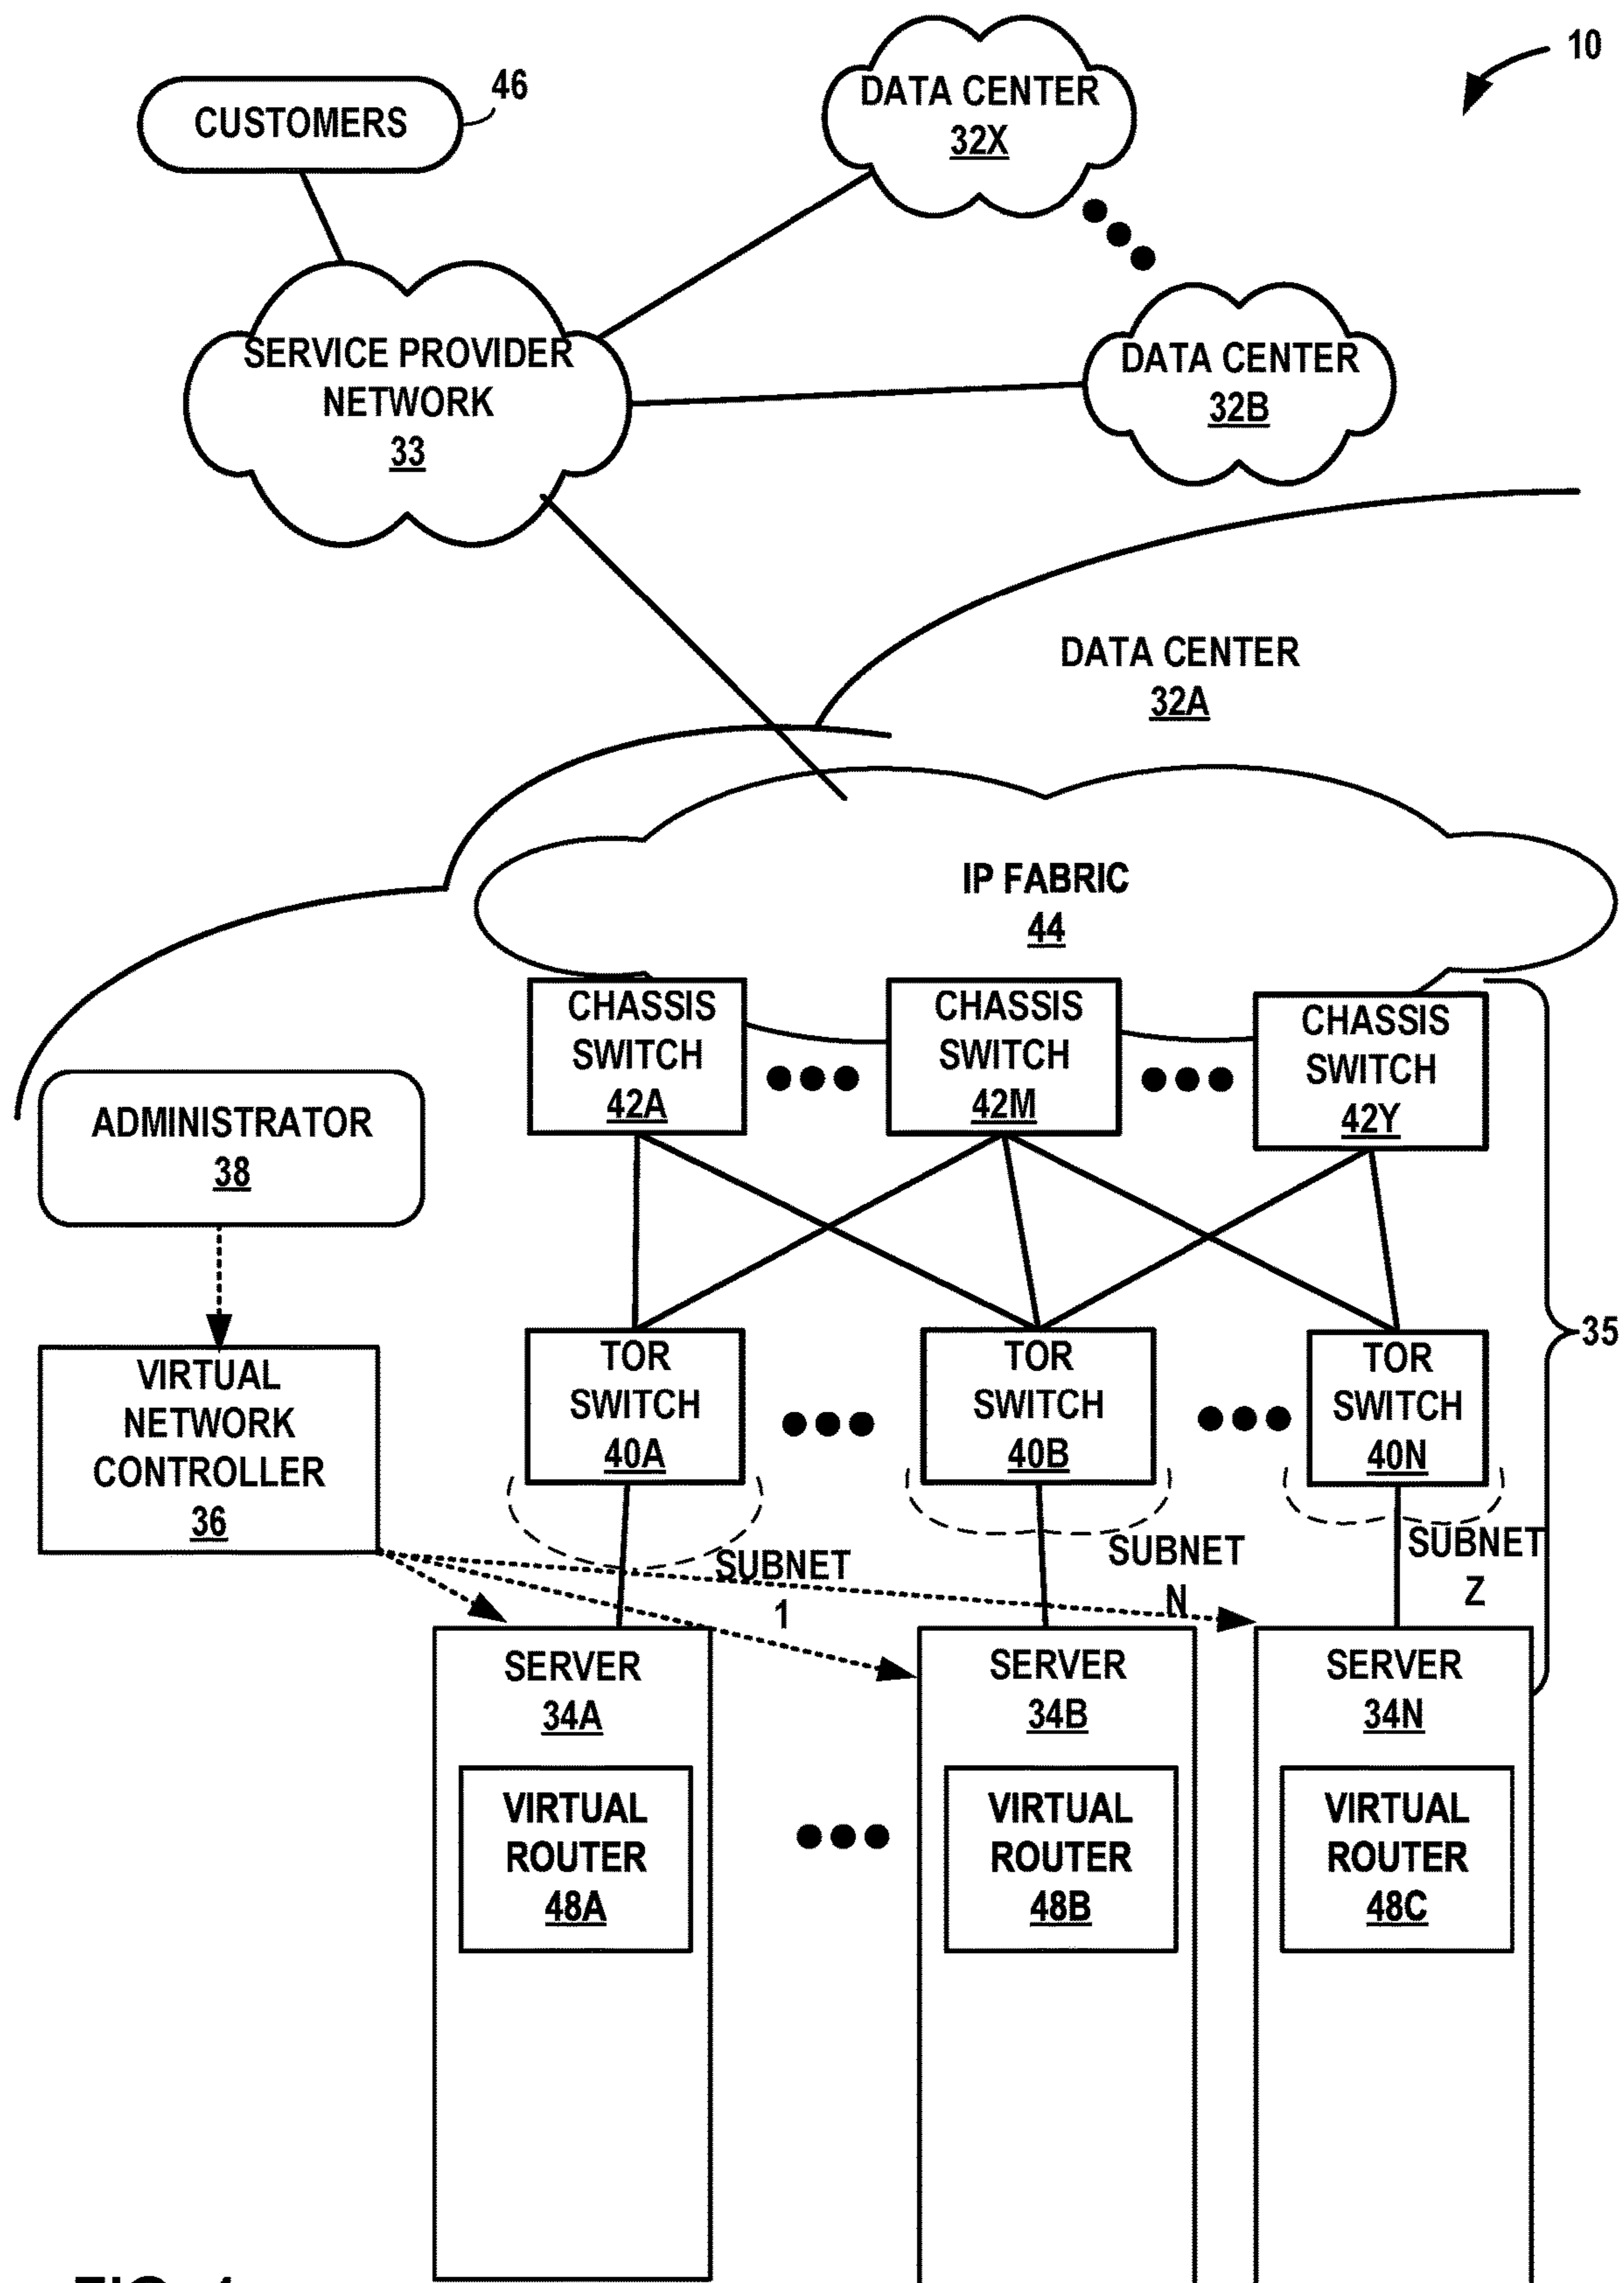 10
46
CUSTOMERS
DATA CENTER
32X
SERVICE PROVIDER
NETWORK
33
DATA CENTER
32B
DATA CENTER
32A
IP FABRIC
44
CHASSIS
SWITCH
42A
CHASSIS
SWITCH
42M
CHASSIS
SWITCH
42Y
ADMINISTRATOR
38
35
VIRTUAL
NETWORK
CONTROLLER
36
TOR
SWITCH
40A
TOR
SWITCH
40B
TOR
SWITCH
40N
SUBNET
1
SUBNET
N
SUBNET
Z
SERVER
34A
VIRTUAL
ROUTER
48A
SERVER
34B
VIRTUAL
ROUTER
48B
SERVER
34N
VIRTUAL
ROUTER
48C